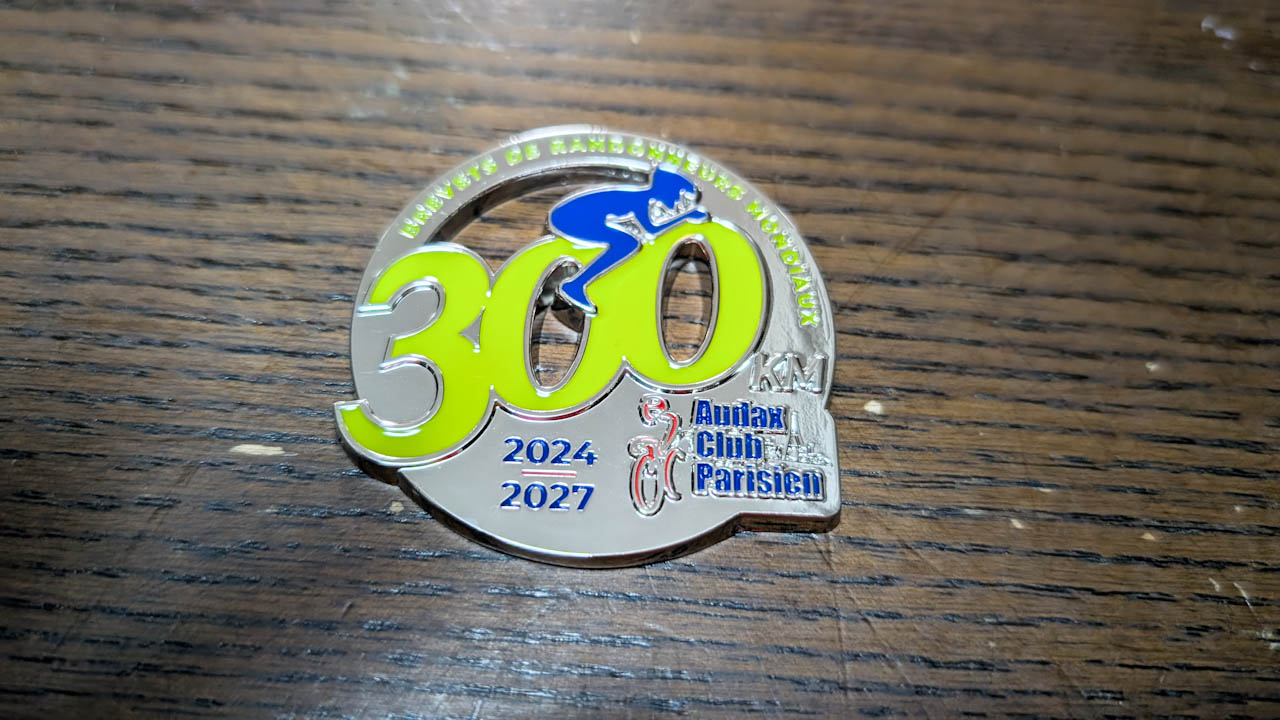 BREVETS DE RANDONNEURS MONDIAUX
300
KM
Audax
Club
Parisien
2024
2027